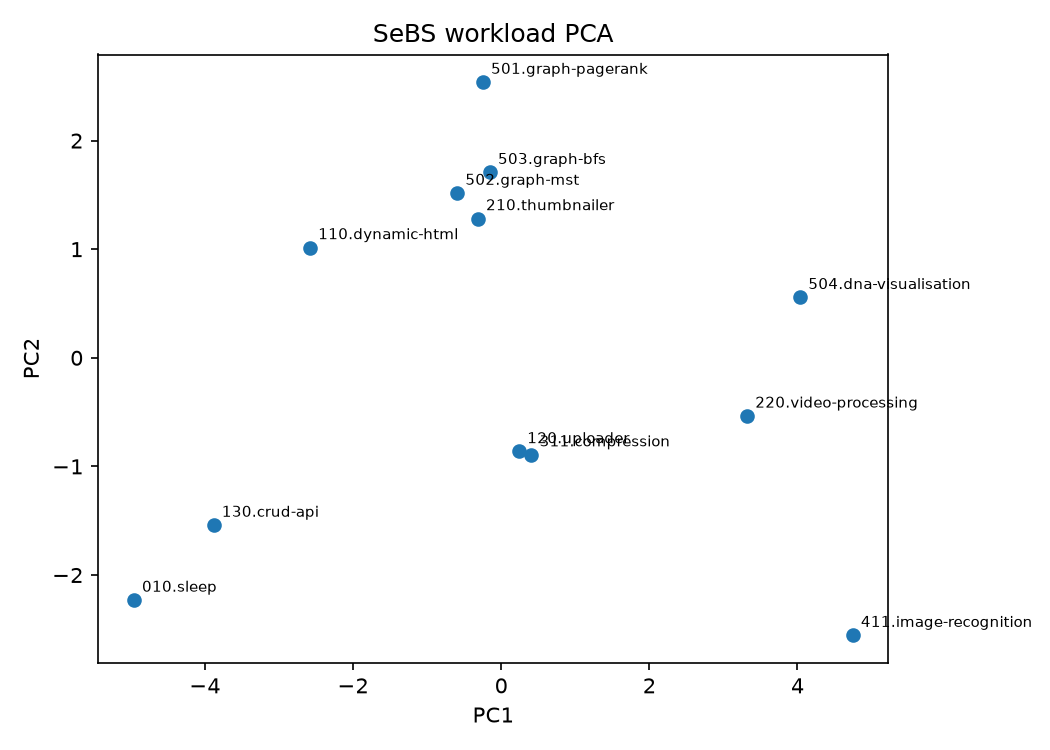 SeBS workload PCA
501.graph-pagerank
503.graph-bfs
502.graph-mst
210.thumbnailer
110.dynamic-html
504.dna-visualisation
220.video-processing
120.uploader
311.compression
130.crud-api
010.sleep
411.image-recognition
2
1
0
−1
−2
PC2
−4
−2
0
2
4
PC1